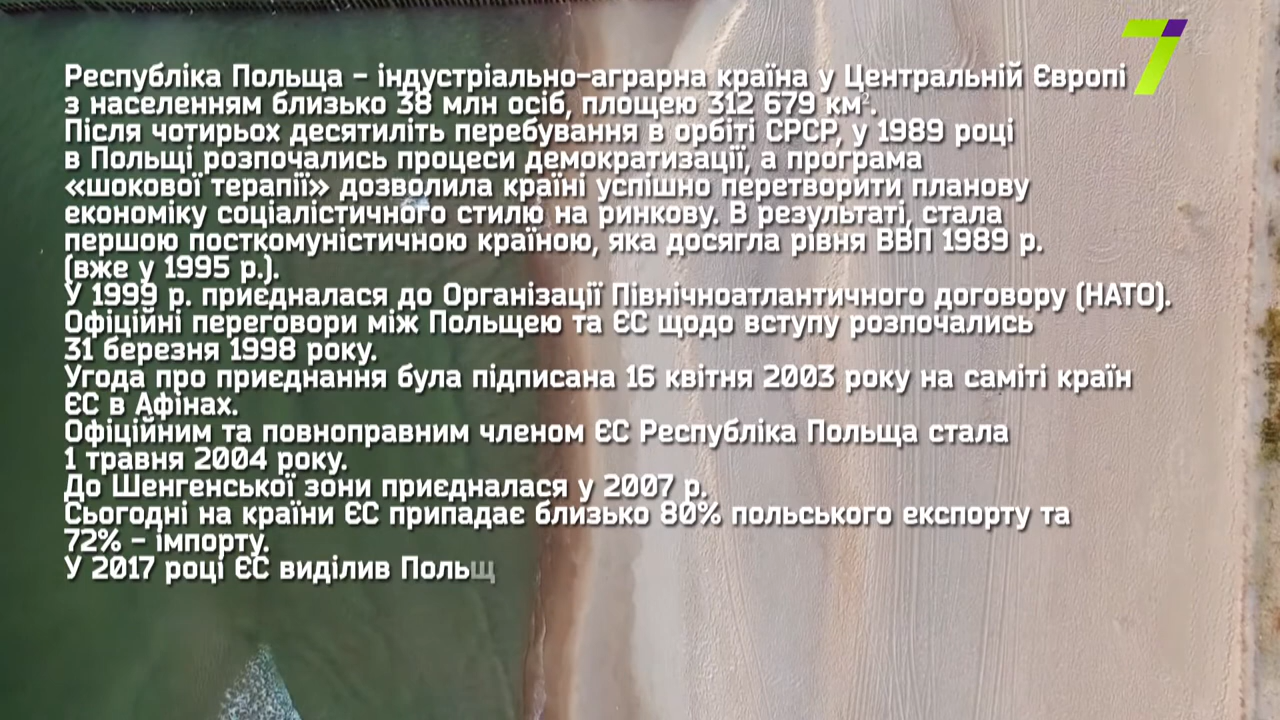 7
Республіка Польща – індустріально-аграрна країна у Центральній Європі
з населенням близько 38 млн осіб, площею 312 679 км².
Після чотирьох десятиліть перебування в орбіті СРСР, у 1989 році
в Польщі розпочались процеси демократизації, а програма
«шокової терапії» дозволила країні успішно перетворити планову
економіку соціалістичного стилю на ринкову. В результаті, стала
першою посткомуністичною країною, яка досягла рівня ВВП 1989 р.
(вже у 1995 р.).
У 1999 р. приєдналася до Організації Північноатлантичного договору (НАТО).
Офіційні переговори між Польщею та ЄС щодо вступу розпочались
31 березня 1998 року.
Угода про приєднання була підписана 16 квітня 2003 року на саміті країн
ЄС в Афінах.
Офіційним та повноправним членом ЄС Республіка Польща стала
1 травня 2004 року.
До Шенгенської зони приєдналася у 2007 р.
Сьогодні на країни ЄС припадає близько 80% польського експорту та
72% – імпорту.
У 2017 році ЄС виділив Польщ